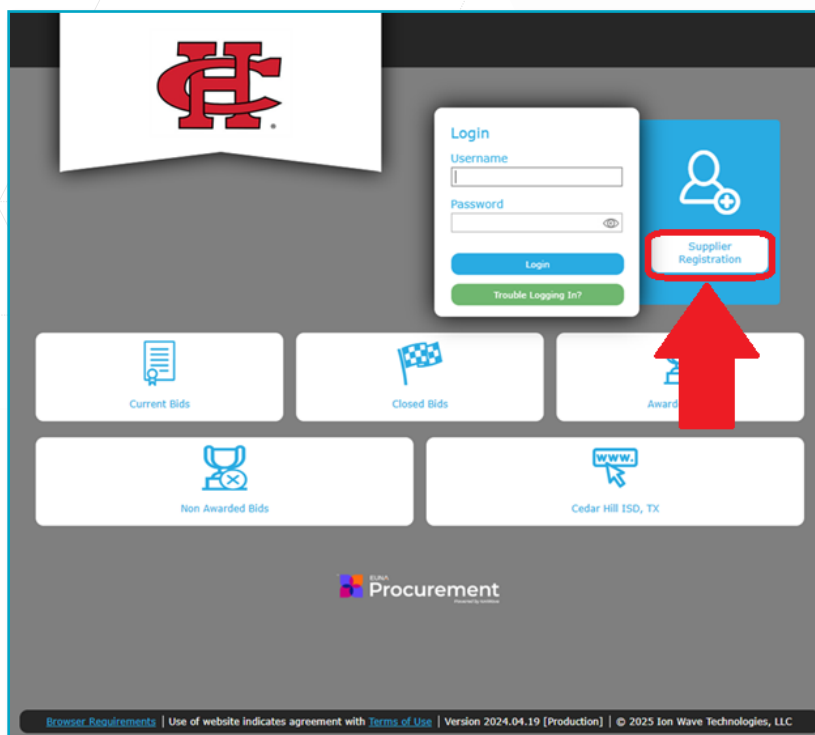 HC
Login
Username
Password
Login
Trouble Logging In?
Supplier
Registration
Current Bids
Closed Bids
Award
Non Awarded Bids
www.
Cedar Hill ISD, TX
EUNA
Procurement
Browser Requirements | Use of website indicates agreement with Terms of Use | Version 2024.04.19 [Production] | © 2025 Ion Wave Technologies, LLC